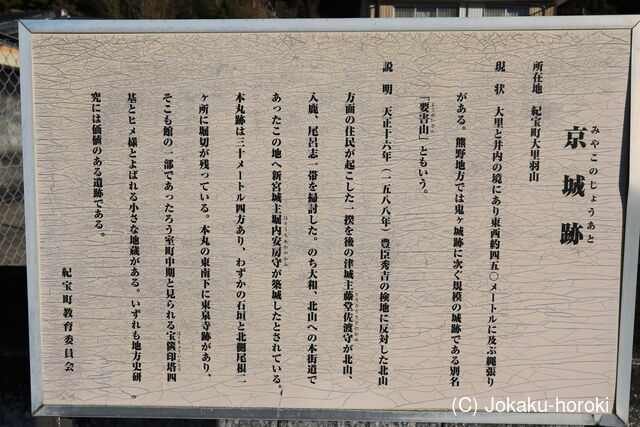 京城跡
みやこのじょうあと
所在地　紀宝町大里羽山
現　状　大里と井内の境にあり東西約四五〇メートルに及ぶ縄張り
がある。熊野地方では鬼ヶ城跡に次ぐ規模の城跡である別名
「要害山」ともいう。
説　明　天正十六年（一五八八年）豊臣秀吉の検地に反対した北山
方面の住民が起こした一揆を後の津城主藤堂佐渡守が北山、
入鹿、尾呂志一帯を掃討した。のち大和、北山への本街道で
あったこの地へ新宮城主堀内安房守が築城したとされている。
本丸跡は三十メートル四方あり、わずかの石垣と北側尾根二
ヶ所に堀切が残っている。本丸の東南下に東泉寺跡があり、
そこも館の一部であったろう室町中期と見られる宝篋印塔四
基とヒメ様とよばれる小さな地蔵がある。いずれも地方史研
究には価値のある遺跡である。
紀宝町教育委員会
(C) Jokaku-horoki